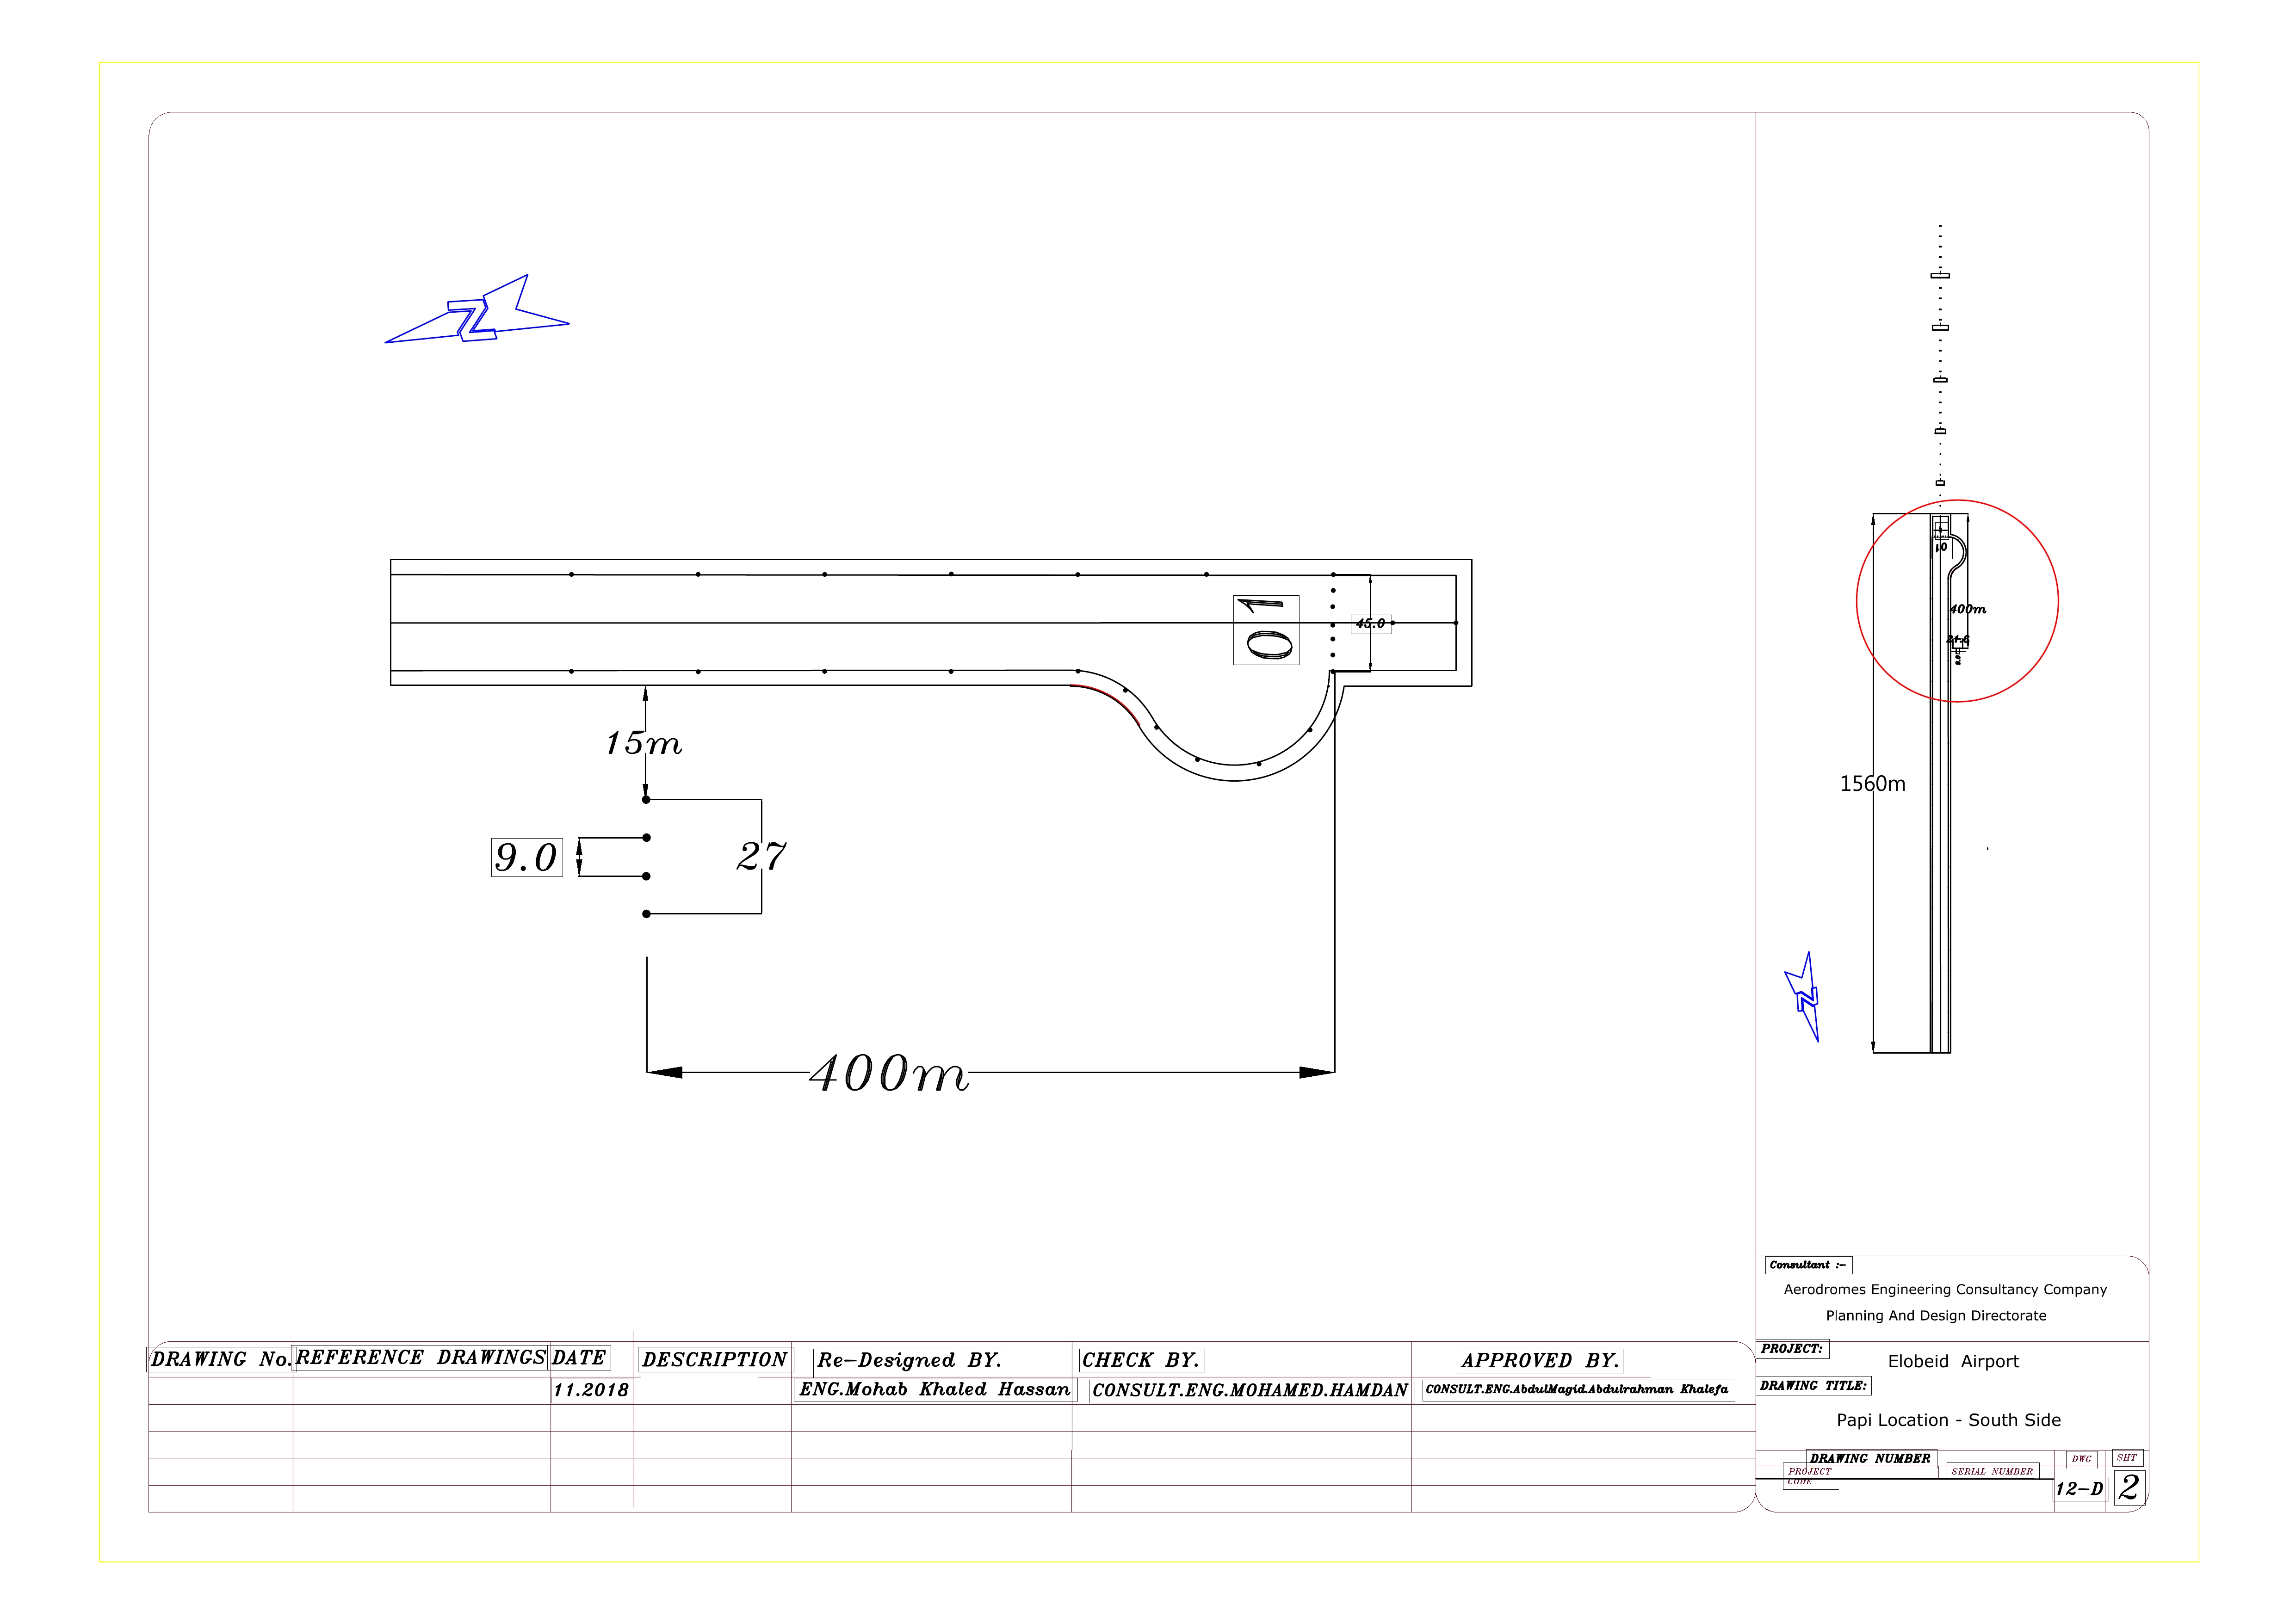 01
45.0
15m
9.0
27
400m
01
400m
9.0
1560m
Consultant :-
Aerodromes Engineering Consultancy Company
Planning And Design Directorate
PROJECT:
Elobeid Airport
DRAWING TITLE:
Papi Location - South Side
DRAWING NUMBER
DWG
SHT
PROJECT CODE
SERIAL NUMBER
12-D
2
DRAWING No. REFERENCE DRAWINGS DATE DESCRIPTION Re-Designed BY. CHECK BY. APPROVED BY.
11.2018 ENG.Mohab Khaled Hassan CONSULT.ENG.MOHAMED.HAMDAN CONSULT.ENG.AbdulMagid.Abdulrahman Khalefa